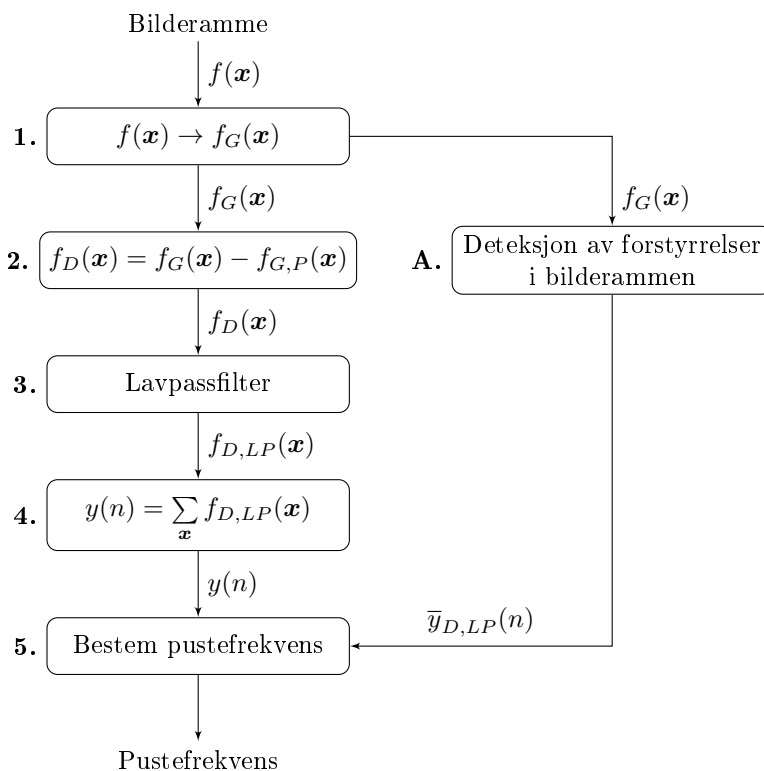 Bilderamme
f(x)
1. f(x) → f_G(x)
f_G(x)
f_G(x)
2. f_D(x) = f_G(x) − f_{G,P}(x)
A. Deteksjon av forstyrrelser
i bilderammen
f_D(x)
3. Lavpassfilter
f_{D,LP}(x)
4. y(n) = ∑_x f_{D,LP}(x)
y(n)
y̅_{D,LP}(n)
5. Bestem pustefrekvens
Pustefrekvens